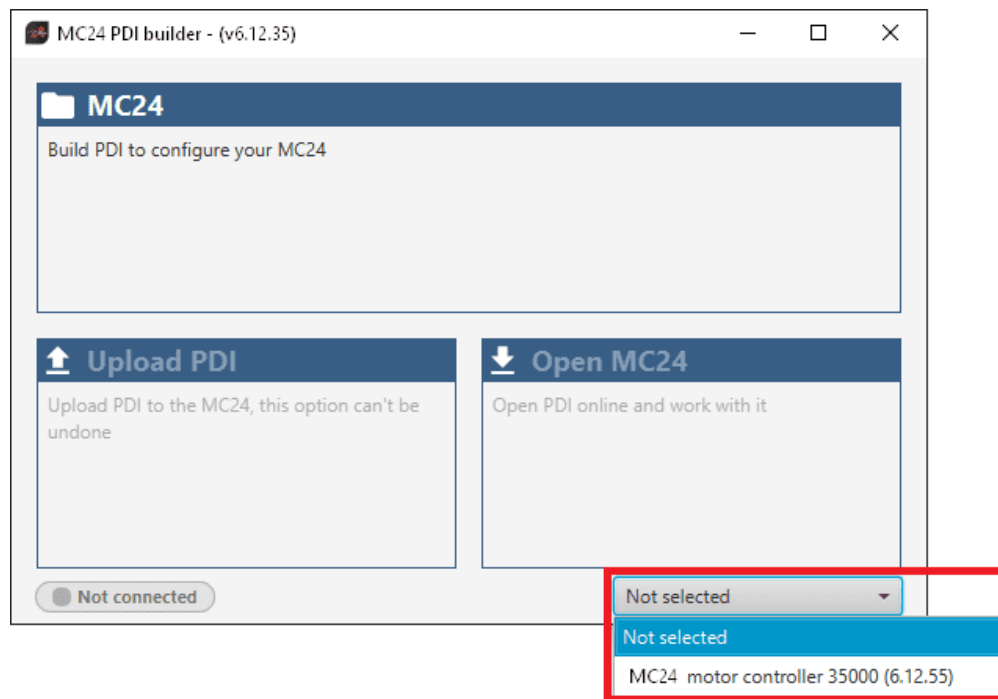 MC24 PDI builder - (v6.12.35)
MC24
Build PDI to configure your MC24
Upload PDI
Upload PDI to the MC24, this option can't be
undone
Open MC24
Open PDI online and work with it
Not connected
Not selected
Not selected
MC24 motor controller 35000 (6.12.55)